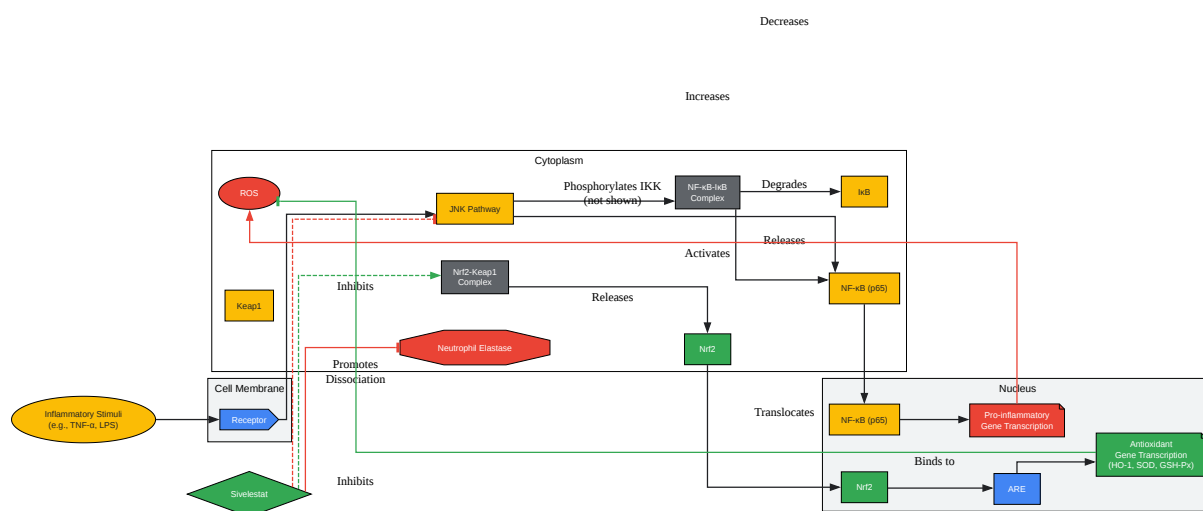 Decreases
Increases
Cytoplasm
ROS
JNK Pathway
Phosphorylates IKK
(not shown)
NF-κB-IκB
Complex
Degrades
IκB
Releases
Activates
Nrf2-Keap1
Complex
Inhibits
Keap1
Releases
NF-κB (p65)
Neutrophil Elastase
Nrf2
Promotes
Dissociation
Cell Membrane
Receptor
Inflammatory Stimuli
(e.g., TNF-α, LPS)
Nucleus
Translocates
NF-κB (p65)
Pro-inflammatory
Gene Transcription
Antioxidant
Gene Transcription
(HO-1, SOD, GSH-Px)
Binds to
Inhibits
Sivelestat
Nrf2
ARE